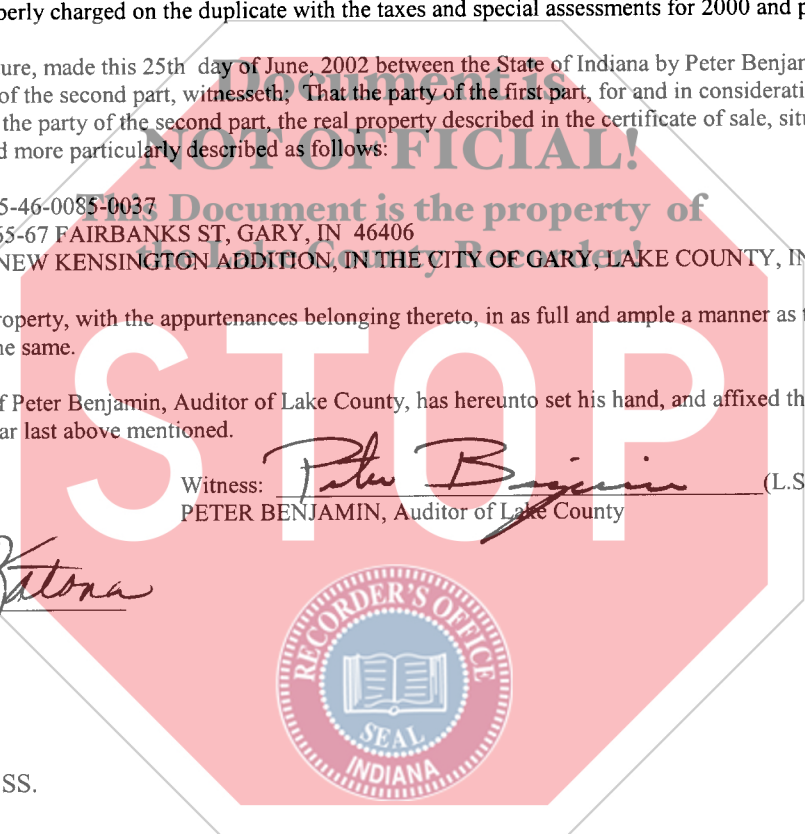 perly charged on the duplicate with the taxes and special assessments for 2000 and p
ure, made this 25th day of June, 2002 between the State of Indiana by Peter Benjam
of the second part, witnesseth; That the party of the first part, for and in considerati
the party of the second part, the real property described in the certificate of sale, situ
d more particularly described as follows:
Document is
NOT OFFICIAL!
This Document is the property of
the Lake County Recorder!
5-46-0085-0037
55-67 FAIRBANKS ST, GARY, IN 46406
NEW KENSINGTON ADDITION, IN THE CITY OF GARY, LAKE COUNTY, IN
roperty, with the appurtenances belonging thereto, in as full and ample a manner as t
he same.
STOP
f Peter Benjamin, Auditor of Lake County, has hereunto set his hand, and affixed th
ar last above mentioned.
Witness: Peter Benjamin (L.S
PETER BENJAMIN, Auditor of Lake County
Katona
RECORDER'S OFFICE
SEAL
INDIANA
SS.